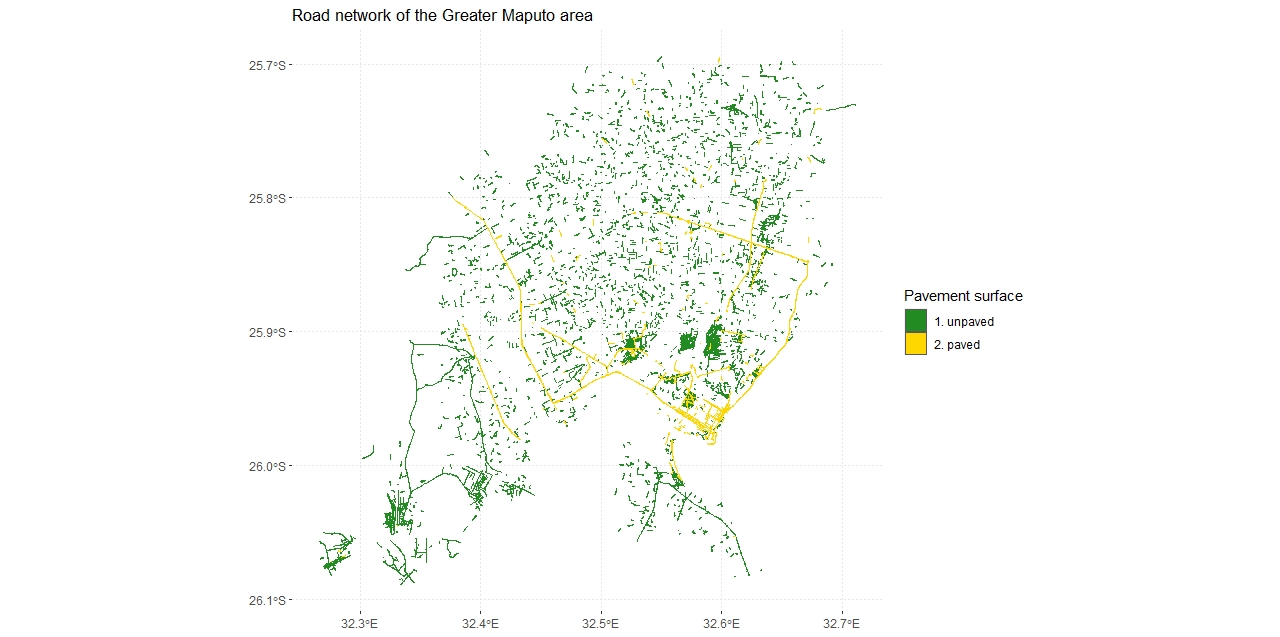 Road network of the Greater Maputo area
25.7°S
25.8°S
25.9°S
26.0°S
26.1°S
32.3°E
32.4°E
32.5°E
32.6°E
32.7°E
Pavement surface
1. unpaved
2. paved